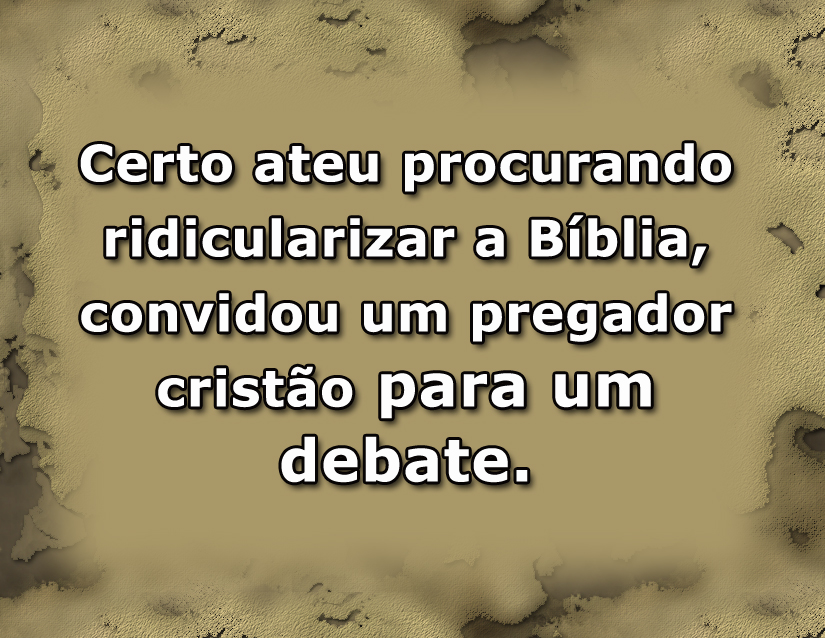 Certo ateu procurando
ridicularizar a Bíblia,
convidou um pregador
cristão para um
debate.